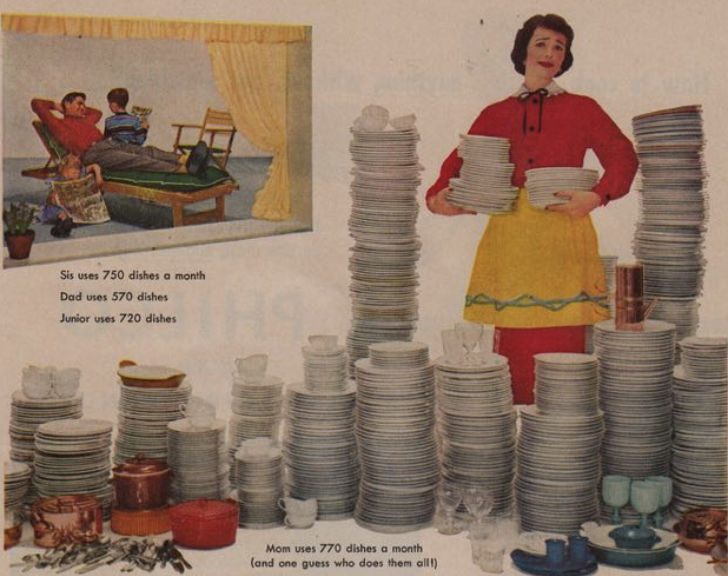 Sis uses 750 dishes a month
Dad uses 570 dishes
Junior uses 720 dishes
Mom uses 770 dishes a month
(and one guess who does them all!)